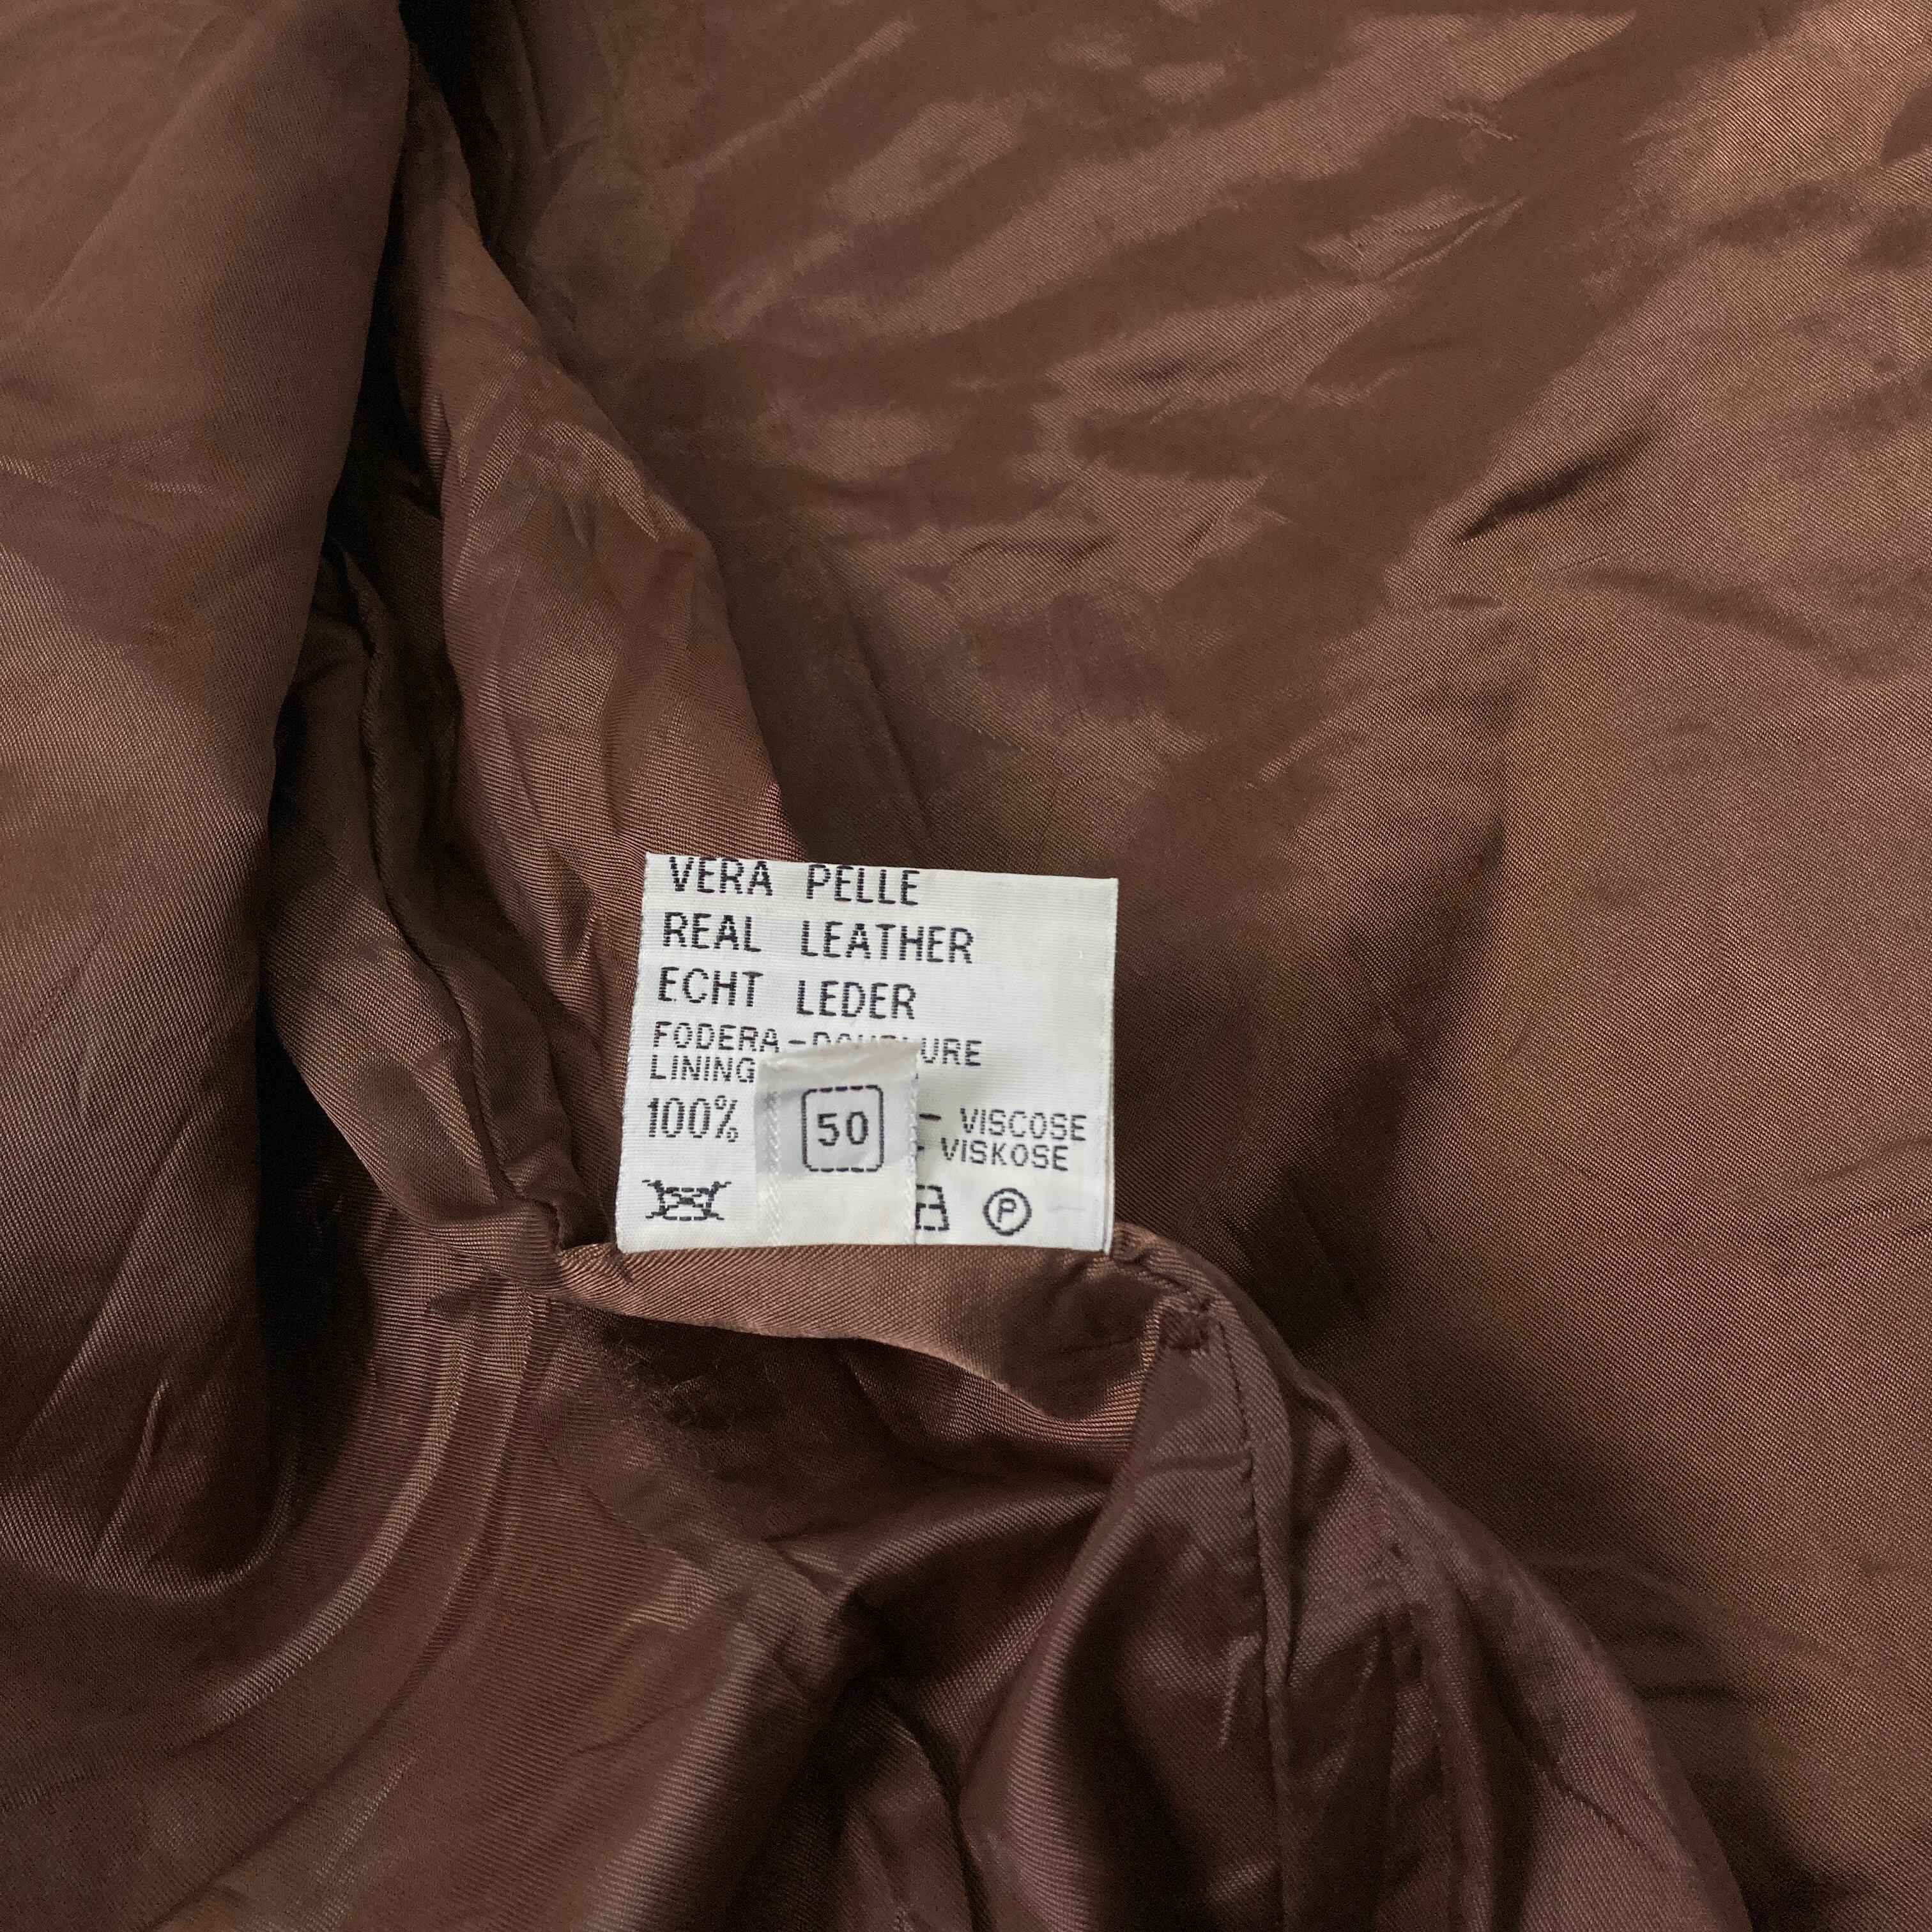 VERA PELLE
REAL LEATHER
ECHT LEDER
FODERA-
LINING
100% - VISCOSE
- VISKOSE
50
P